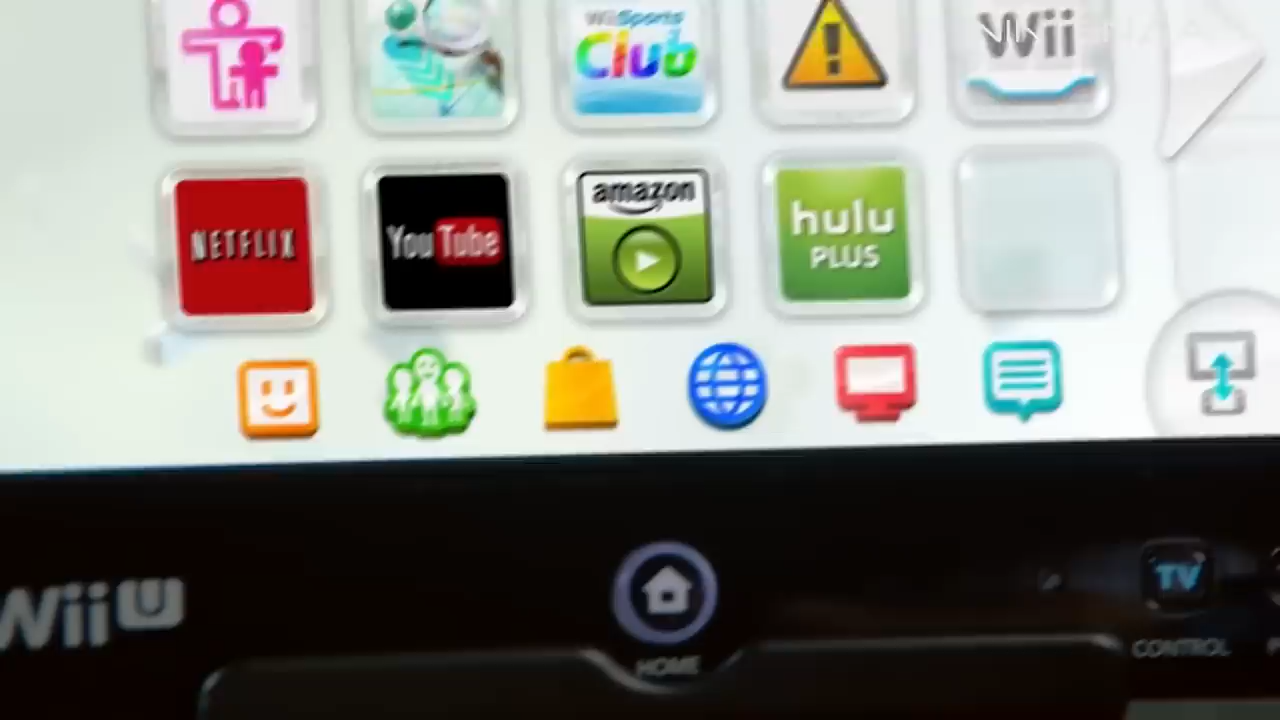 Wii Sports
Club
Wii
NETFLIX
YouTube
amazon
hulu
PLUS
Wii U
HOME
TV
CONTROL